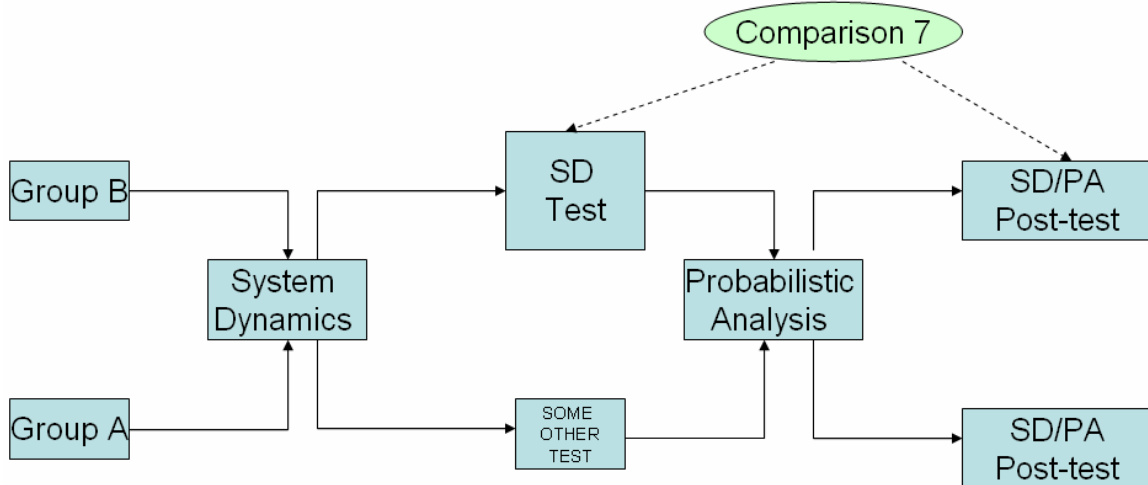 Comparison 7
Group B
SD
Test
SD/PA
Post-test
System
Dynamics
Probabilistic
Analysis
Group A
SOME
OTHER
TEST
SD/PA
Post-test